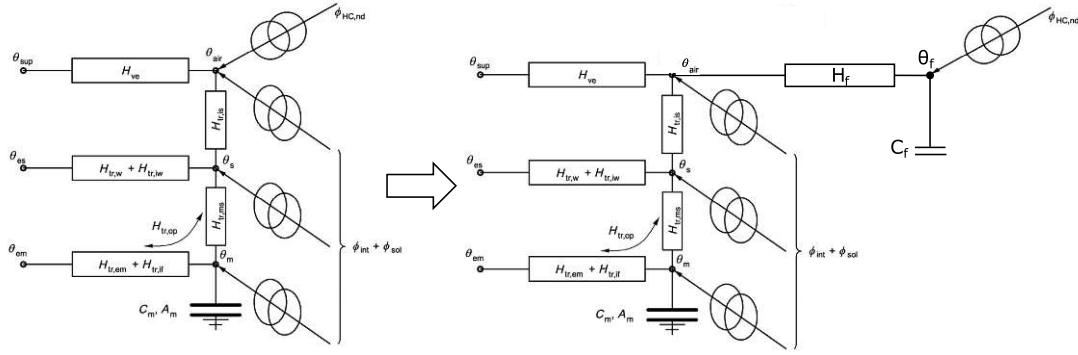 ϕHC,nd
θsup
Hve
θair
Htr,is
θes
Htr,w + Htr,iw
θs
Htr,op
Htr,ms
θem
Htr,em + Htr,if
θm
Cm, Am
ϕint + ϕsol
ϕHC,nd
θsup
Hve
θair
Hf
θf
Cf
Htr,is
θes
Htr,w + Htr,iw
θs
Htr,op
Htr,ms
θem
Htr,em + Htr,if
θm
Cm, Am
ϕint + ϕsol